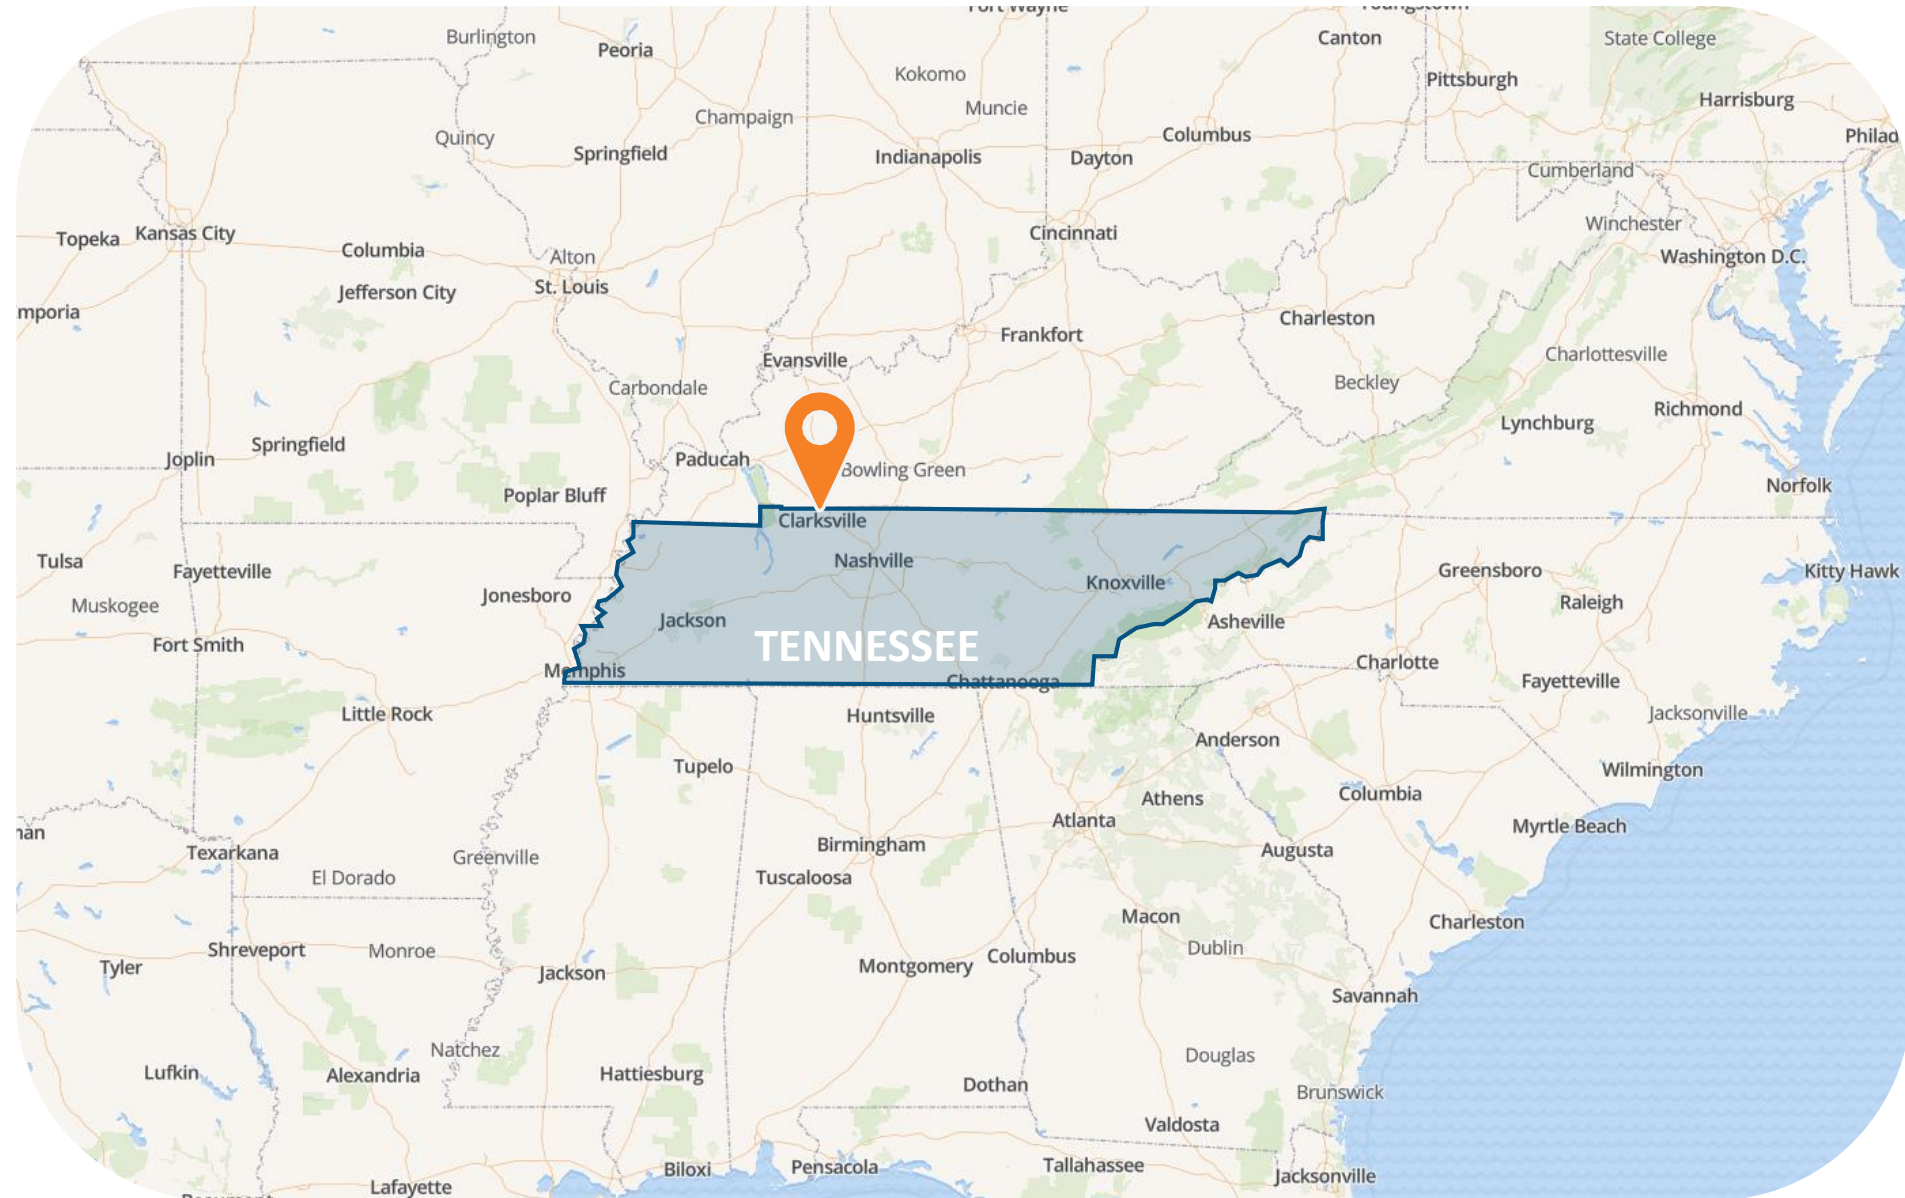 Fort Wayne
Youngstown
Burlington
Peoria
Canton
State College
Kokomo
Pittsburgh
Muncie
Harrisburg
Champaign
Quincy
Columbus
Philad
Springfield
Indianapolis
Dayton
Cumberland
Winchester
Topeka
Kansas City
Cincinnati
Columbia
Alton
Washington D.C.
St. Louis
Jefferson City
mporia
Charleston
Frankfort
Evansville
Charlottesville
Carbondale
Beckley
Richmond
Lynchburg
Springfield
Joplin
Paducah
Bowling Green
Norfolk
Poplar Bluff
Clarksville
Tulsa
Nashville
Fayetteville
Greensboro
Kitty Hawk
Knoxville
Jonesboro
Raleigh
Muskogee
Jackson
Asheville
Fort Smith
TENNESSEE
Charlotte
Memphis
Chattanooga
Fayetteville
Little Rock
Huntsville
Jacksonville
Anderson
Tupelo
Wilmington
Columbia
Athens
Atlanta
Myrtle Beach
nan
Birmingham
Texarkana
Greenville
Augusta
El Dorado
Tuscaloosa
Macon
Charleston
Dublin
Shreveport
Monroe
Columbus
Tyler
Jackson
Montgomery
Savannah
Natchez
Douglas
Lufkin
Alexandria
Hattiesburg
Dothan
Brunswick
Valdosta
Biloxi
Pensacola
Tallahassee
Jacksonville
Lafayette
Beaumont